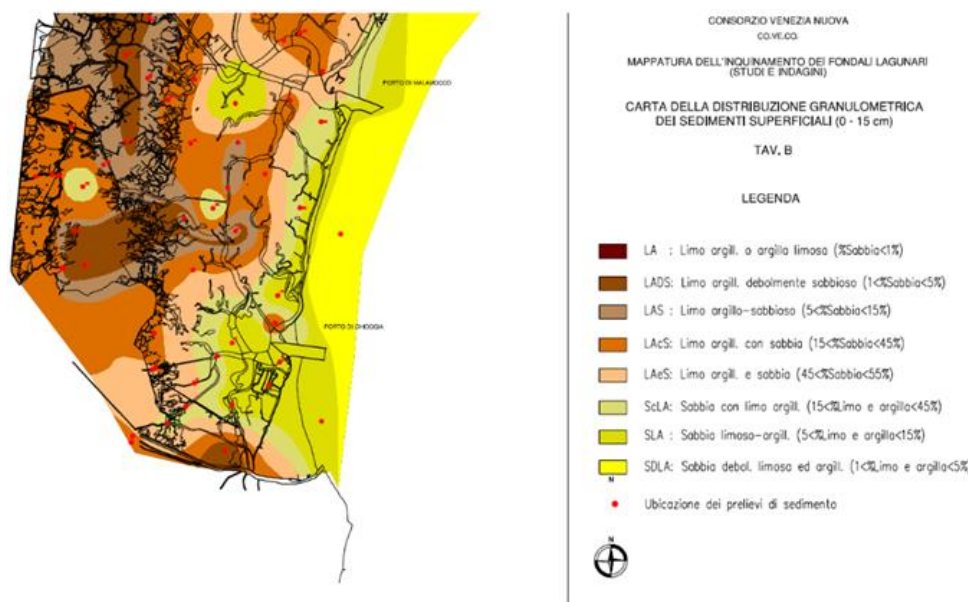 CONSORZIO VENEZIA NUOVA
CO.VE.CO.
MAPPATURA DELL'INQUINAMENTO DEI FONDALI LAGUNARI
(STUDI E INDAGINI)
CARTA DELLA DISTRIBUZIONE GRANULOMETRICA
DEI SEDIMENTI SUPERFICIALI (0 - 15 cm)
TAV. B
LEGENDA
LA : Limo argill. o argilla limosa (%Sabbia<1%)
LADS: Limo argill. debolmente sabbioso (1<%Sabbia<5%)
LAS : Limo argillo-sabbioso (5<%Sabbia<15%)
LAcS: Limo argill. con sabbia (15<%Sabbia<45%)
LAeS: Limo argill. e sabbia (45<%Sabbia<55%)
ScLA: Sabbia con limo argill. (15<%Limo e argilla<45%)
SLA : Sabbia limosa-argill. (5<%Limo e argilla<15%)
SDLA: Sabbia debol. limosa ed argill. (1<%Limo e argilla<5%
N
Ubicazione dei prelievi di sedimento
N
PORTO DI MALAMOCCO
PORTO DI CHIOGGIA